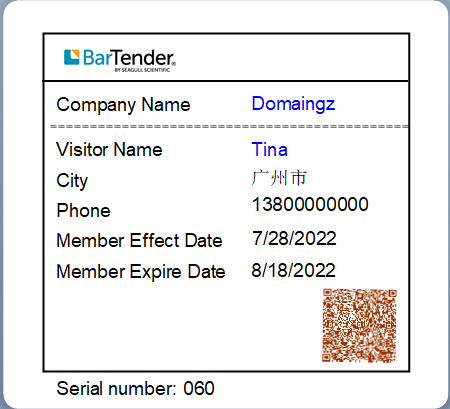 BarTender®
BY SEAGULL SCIENTIFIC
Company Name Domaingz
Visitor Name Tina
City 广州市
Phone 13800000000
Member Effect Date 7/28/2022
Member Expire Date 8/18/2022
Serial number: 060